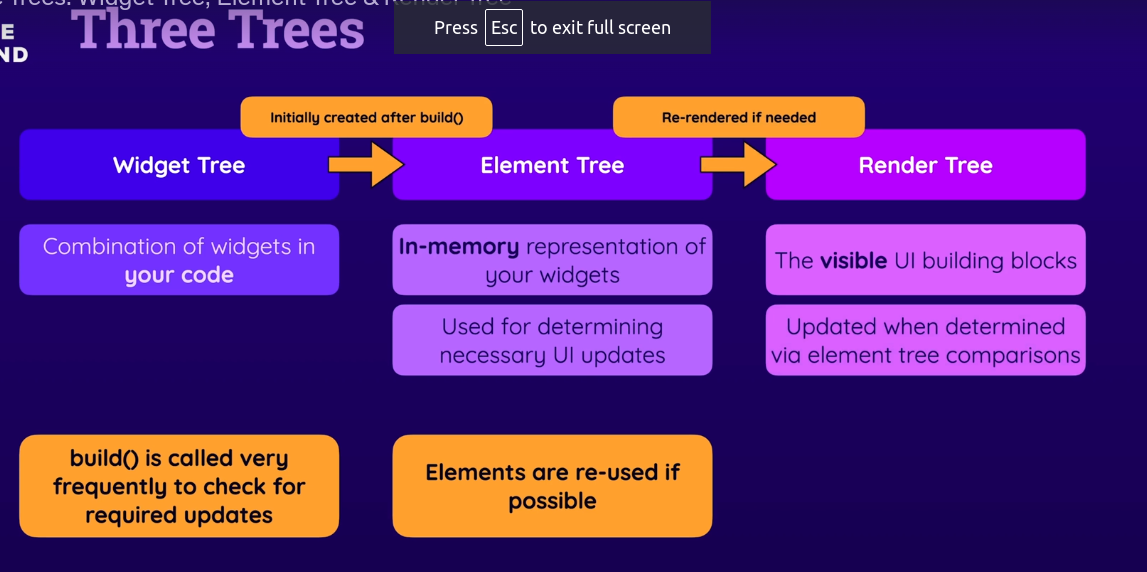 Trees: Widget Tree, Element Tree & Render Tree
E
ND
Three Trees
Press Esc to exit full screen
Initially created after build()
Re-rendered if needed
Widget Tree
Element Tree
Render Tree
Combination of widgets in
your code
In-memory representation of
your widgets
The visible UI building blocks
Used for determining
necessary UI updates
Updated when determined
via element tree comparisons
build() is called very
frequently to check for
required updates
Elements are re-used if
possible